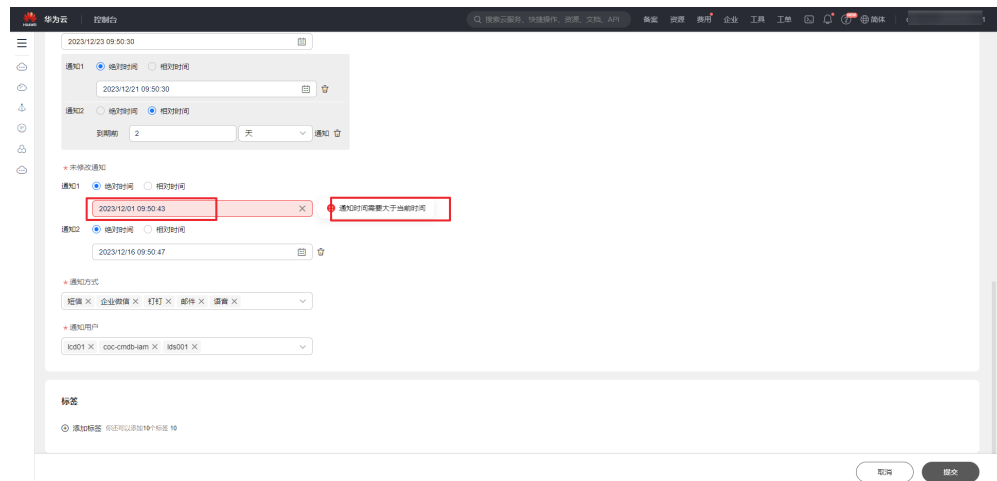 HUAWEI 华为云 控制台 搜索云服务、快捷操作、资源、文档、API 备案 资源 费用 企业 工具 工单 简体
2023/12/23 09:50:30
通知1 绝对时间 相对时间
2023/12/21 09:50:30
通知2 绝对时间 相对时间
到期前 2 天 通知
* 未修改通知
通知1 绝对时间 相对时间
2023/12/01 09:50:43 通知时间需要大于当前时间
通知2 绝对时间 相对时间
2023/12/16 09:50:47
* 通知方式
短信 × 企业微信 × 钉钉 × 邮件 × 语音 ×
* 通知用户
lcd01 × coc-cmdb-iam × lds001 ×
标签
添加标签 你还可以添加10个标签 10
取消 提交